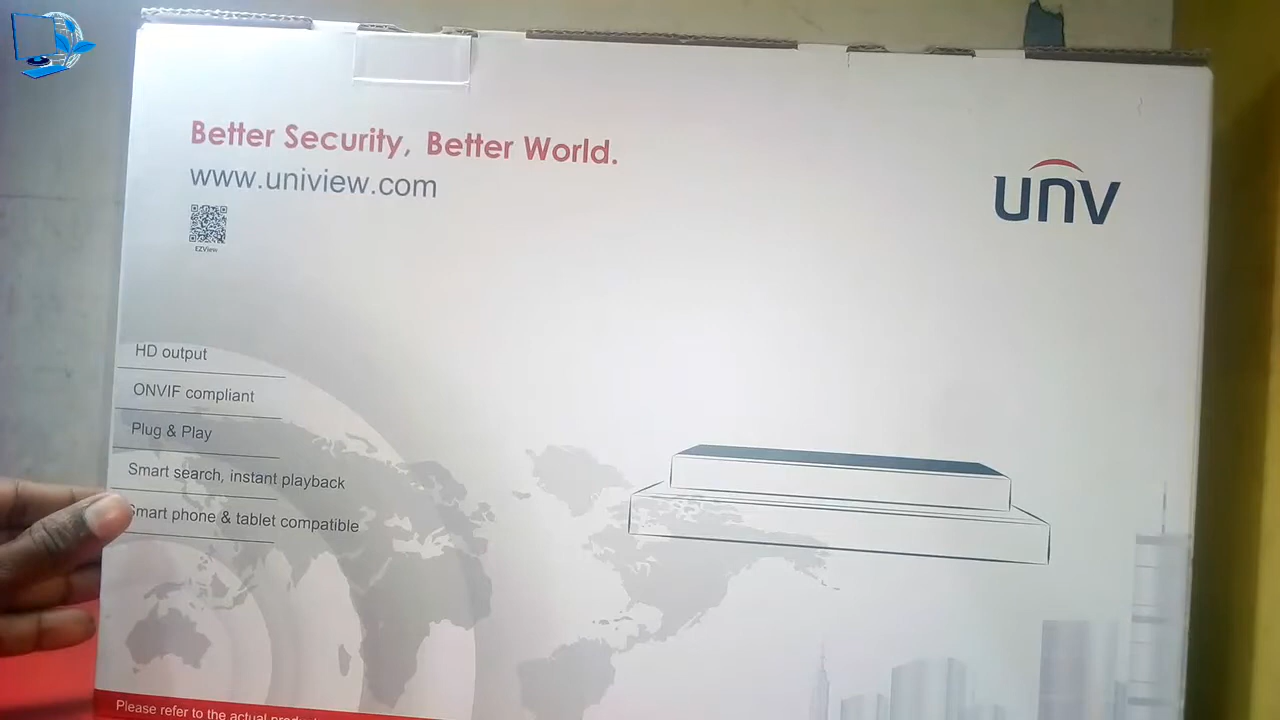 Better Security, Better World.
www.uniview.com
EZView
unv
HD output
ONVIF compliant
Plug & Play
Smart search, instant playback
Smart phone & tablet compatible
Please refer to the actual